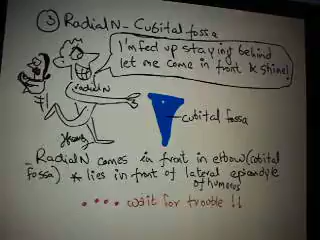 ③ Radial N - Cubital fossa
I'm fed up staying behind
let me come in front & shine!
radial N
cubital fossa
Radial N comes in front in elbow (cubital
fossa) * lies in front of lateral epicondyle
of humerus
.... wait for trouble !!